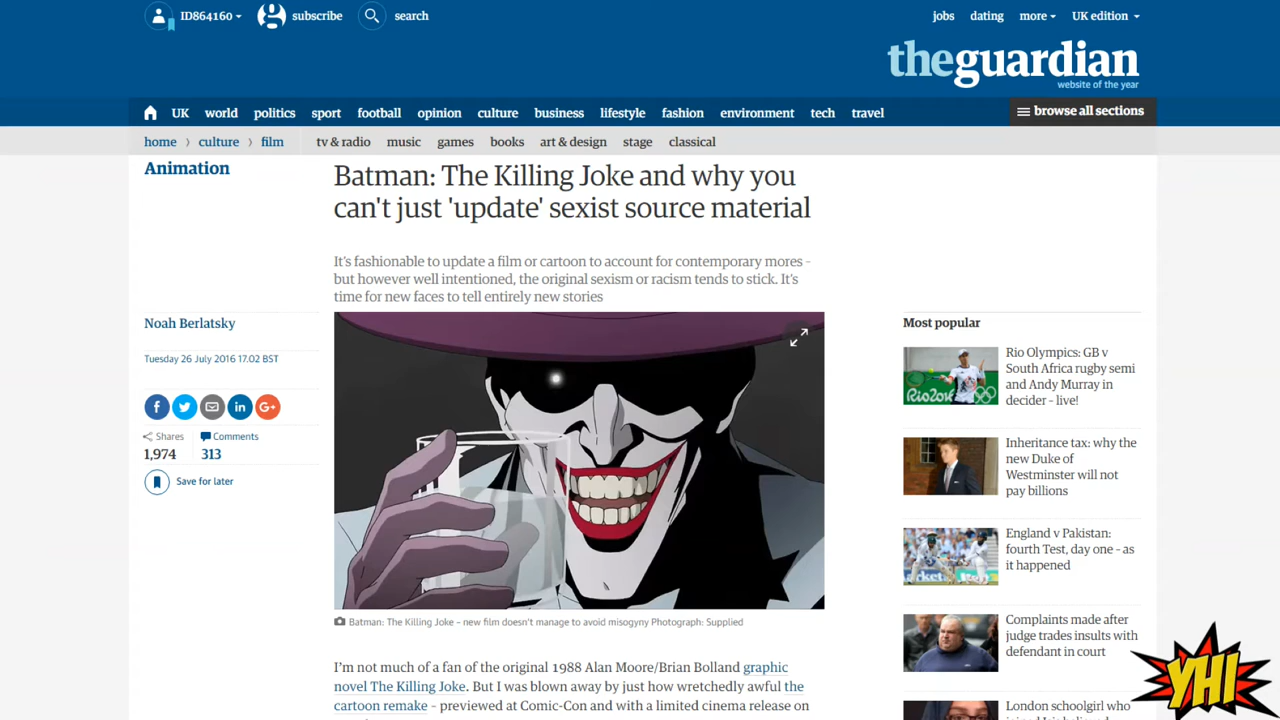 ID864160
subscribe
search
jobs
dating
more
UK edition
theguardian
website of the year
UK
world
politics
sport
football
opinion
culture
business
lifestyle
fashion
environment
tech
travel
browse all sections
home
culture
film
tv & radio
music
games
books
art & design
stage
classical
Animation
Batman: The Killing Joke and why you
can't just 'update' sexist source material
It's fashionable to update a film or cartoon to account for contemporary mores -
but however well intentioned, the original sexism or racism tends to stick. It's
time for new faces to tell entirely new stories
Noah Berlatsky
Tuesday 26 July 2016 17.02 BST
Shares
1,974
Comments
313
Save for later
Batman: The Killing Joke – new film doesn't manage to avoid misogyny Photograph: Supplied
I'm not much of a fan of the original 1988 Alan Moore/Brian Bolland graphic
novel The Killing Joke. But I was blown away by just how wretchedly awful the
cartoon remake – previewed at Comic-Con and with a limited cinema release on
Most popular
Rio Olympics: GB v
South Africa rugby semi
and Andy Murray in
decider – live!
Inheritance tax: why the
new Duke of
Westminster will not
pay billions
England v Pakistan:
fourth Test, day one – as
it happened
Complaints made after
judge trades insults with
defendant in court
London schoolgirl
YHI